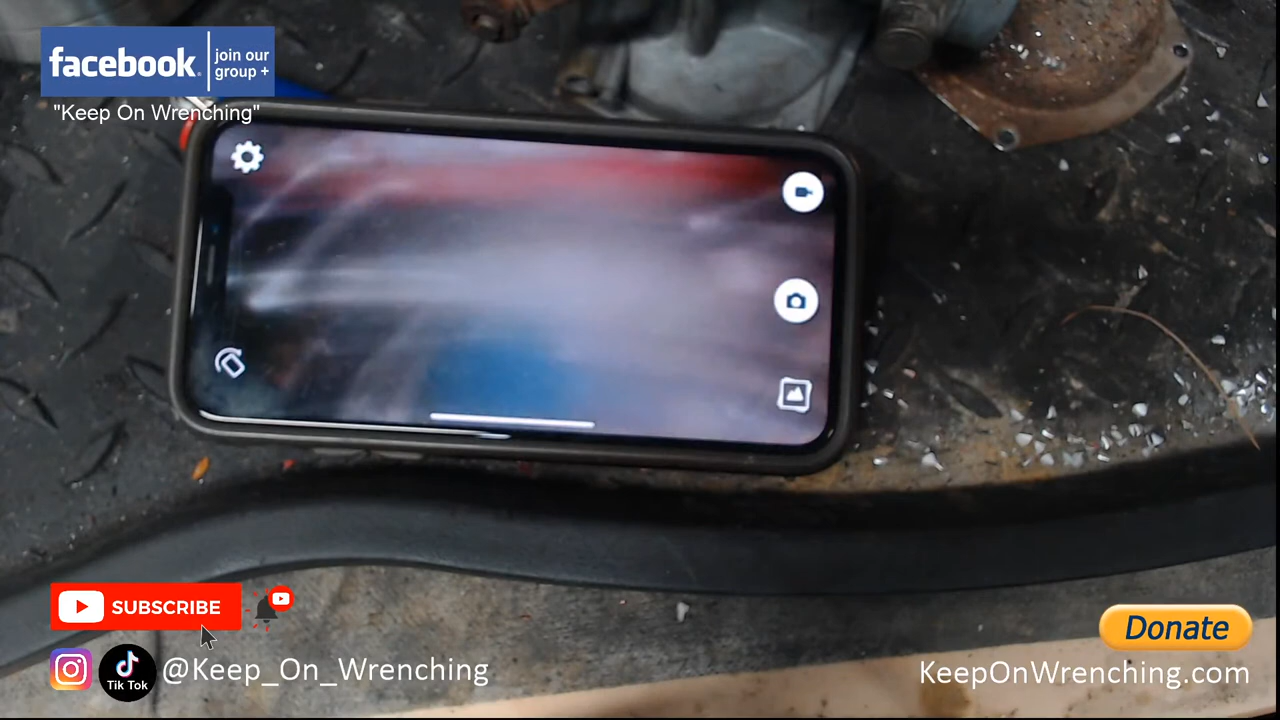 facebook.
join our
group +
"Keep On Wrenching"
SUBSCRIBE
Tik Tok
@Keep_On_Wrenching
Donate
KeepOnWrenching.com